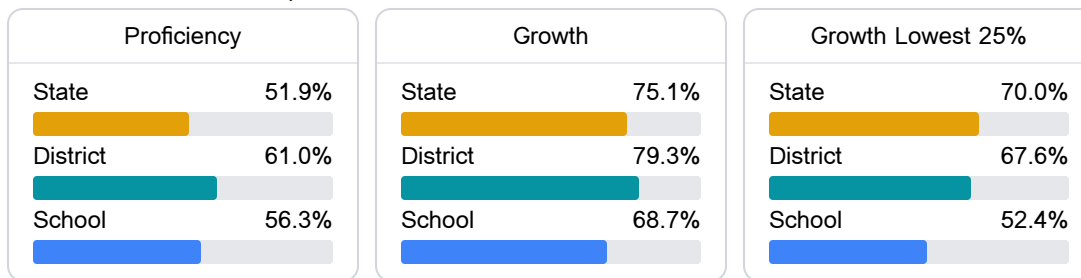 Proficiency
State 51.9%
District 61.0%
School 56.3%
Growth
State 75.1%
District 79.3%
School 68.7%
Growth Lowest 25%
State 70.0%
District 67.6%
School 52.4%